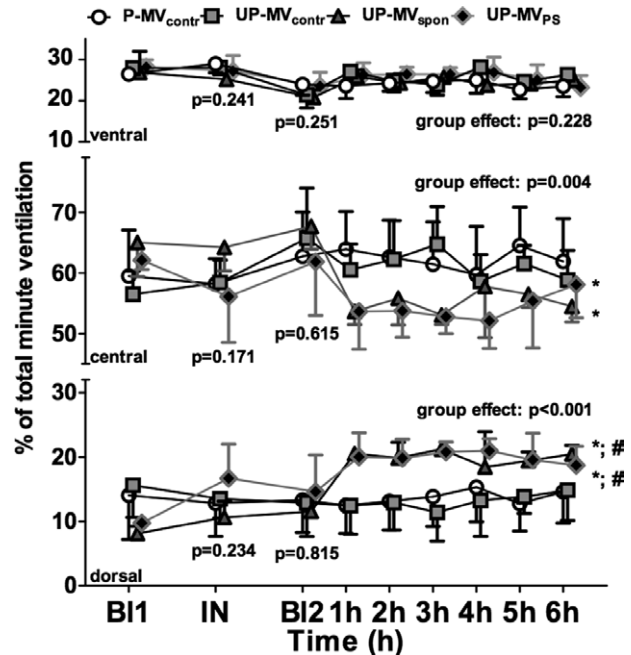 P-MVcontr UP-MVcontr UP-MVspon UP-MVPS
% of total minute ventilation
30
20
10
p=0.241
p=0.251
group effect: p=0.228
ventral
group effect: p=0.004
70
60
50
*
*
p=0.615
p=0.171
central
30
20
10
0
group effect: p<0.001
*; #
*; #
p=0.234
p=0.815
dorsal
BI1 IN BI2 1h 2h 3h 4h 5h 6h
Time (h)